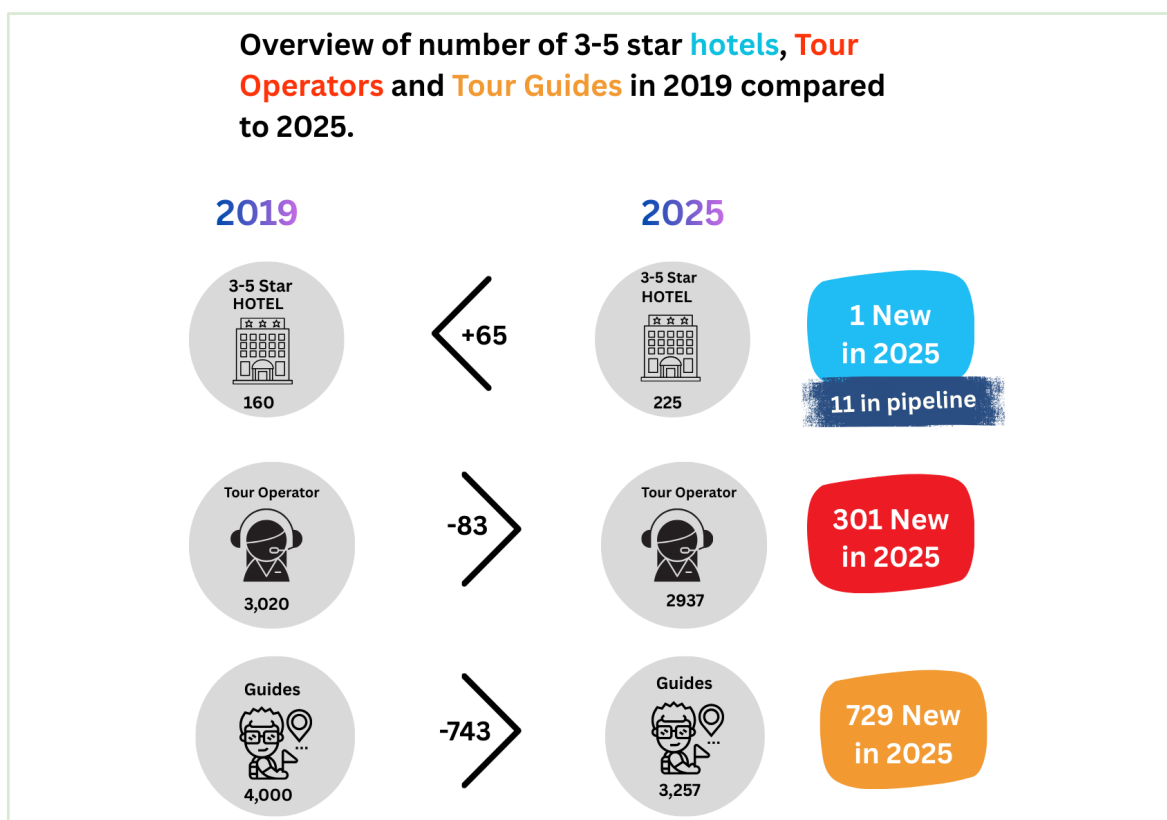 Overview of number of 3-5 star hotels, Tour
Operators and Tour Guides in 2019 compared
to 2025.
2019
2025
3-5 Star
HOTEL
160
+65
3-5 Star
HOTEL
225
1 New
in 2025
11 in pipeline
Tour Operator
3,020
-83
Tour Operator
2937
301 New
in 2025
Guides
4,000
-743
Guides
3,257
729 New
in 2025